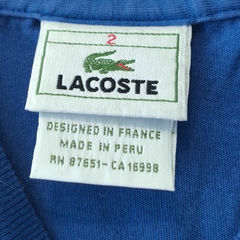 2
LACOSTE
DESIGNED IN FRANCE
MADE IN PERU
RN 87651-CA 16998